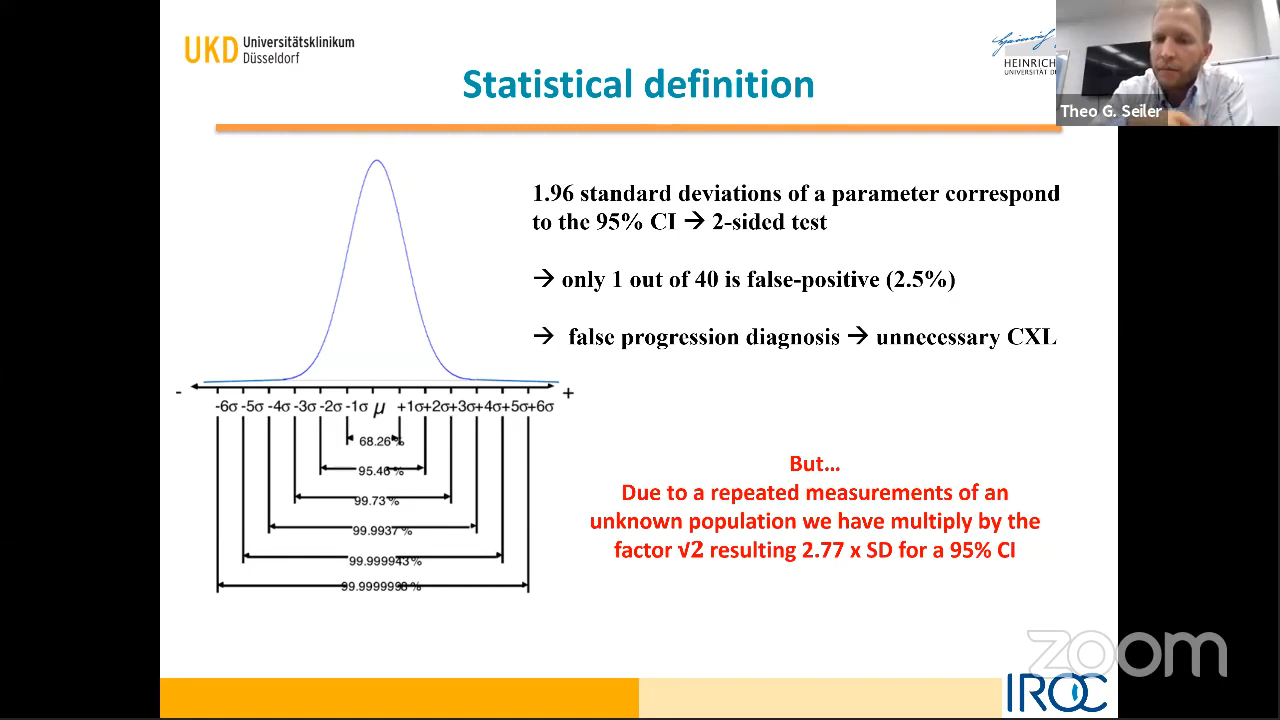 UKD Universitätsklinikum
Düsseldorf
HEINRICH
UNIVERSITÄT D
Theo G. Seiler
Statistical definition
1.96 standard deviations of a parameter correspond
to the 95% CI → 2-sided test
→ only 1 out of 40 is false-positive (2.5%)
→ false progression diagnosis → unnecessary CXL
- +
-6σ -5σ -4σ -3σ -2σ -1σ μ +1σ +2σ +3σ +4σ +5σ +6σ
68.26 %
95.46 %
99.73 %
99.9937 %
99.999943 %
99.9999998 %
But...
Due to a repeated measurements of an
unknown population we have multiply by the
factor √2 resulting 2.77 x SD for a 95% CI
zoom
IROC